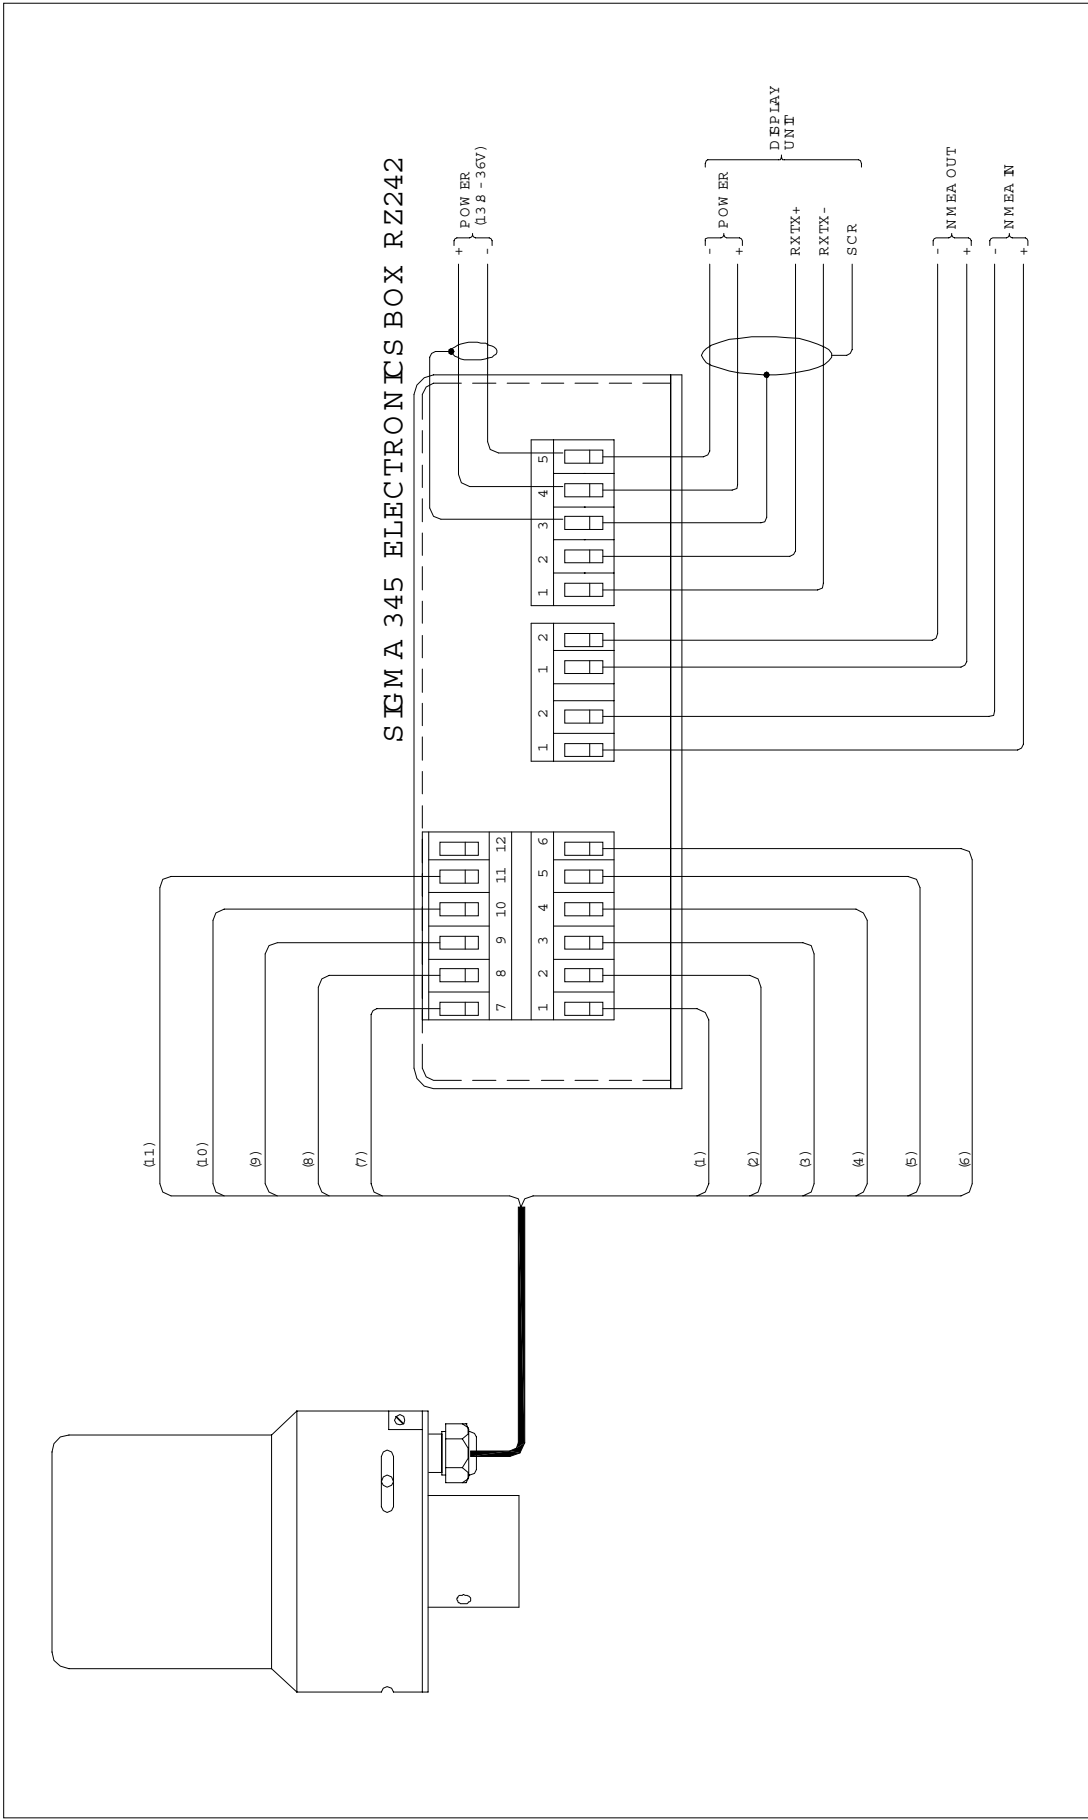 SIGMA 345 ELECTRONICS BOX RZ242
(11)
(10)
(9)
(8)
(7)
(1)
(2)
(3)
(4)
(5)
(6)
7 8 9 10 11 12
1 2 3 4 5 6
1 2 1 2
1 2 3 4 5
+
-
POWER
(13.8 - 36V)
-
+
POWER
RXTX+
RXTX-
SCR
DISPLAY
UNIT
-
+
NMEA OUT
-
+
NMEA IN